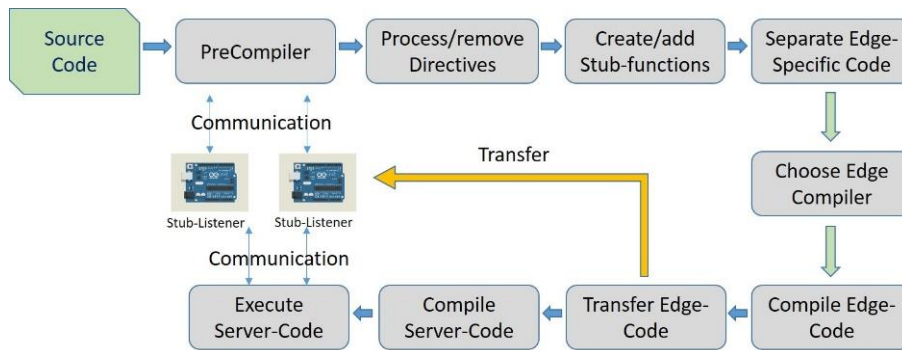 Source
Code
PreCompiler
Process/remove
Directives
Create/add
Stub-functions
Separate Edge-
Specific Code
Communication
Transfer
Choose Edge
Compiler
Stub-Listener
Stub-Listener
Communication
Execute
Server-Code
Compile
Server-Code
Transfer Edge-
Code
Compile Edge-
Code